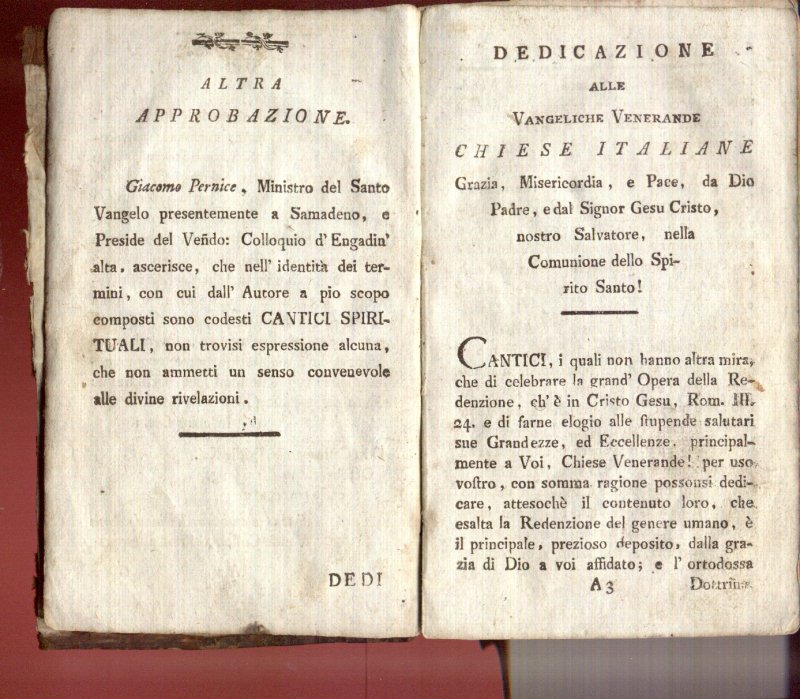 ALTRA
APPROBAZIONE.
Giacomo Pernice, Ministro del Santo
Vangelo presentemente a Samadeno, e
Preside del Veñdo: Colloquio d' Engadin'
alta, ascerisce, che nell' identità dei ter-
mini, con cui dall' Autore a pio scopo
composti sono codesti CANTICI SPIRI-
TUALI, non trovisi espressione alcuna,
che non ammetti un senso convenevole
alle divine rivelazioni.
DEDI
DEDICAZIONE
ALLE
VANGELICHE VENERANDE
CHIESE ITALIANE
Grazia, Misericordia, e Pace, da Dio
Padre, e dal Signor Gesu Cristo,
nostro Salvatore, nella
Comunione dello Spi-
rito Santo!
CANTICI, i quali non hanno altra mira,
che di celebrare la grand' Opera della Re-
denzione, ch' è in Cristo Gesu, Rom. III.
24. e di farne elogio alle ſtupende salutari
sue Grandezze, ed Eccellenze, principal-
mente a Voi, Chiese Venerande! per uso
voſtro, con somma ragione possonsi dedi-
care, attesochè il contenuto loro, che
esalta la Redenzione del genere umano, è
il principale, prezioso deposito, dalla gra-
zia di Dio a voi affidato; e l' ortodossa
A 3 Dottrina